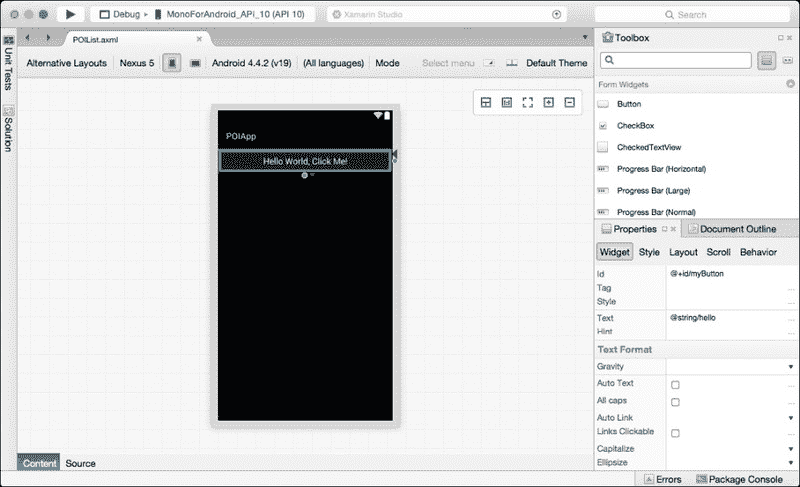 Debug
MonoForAndroid_API_10 (API 10)
Xamarin Studio
Search
POIList.axml
Toolbox
Unit Tests
Solution
Alternative Layouts
Nexus 5
Android 4.4.2 (v19)
(All languages)
Mode
Select menu
Default Theme
Form Widgets
Button
CheckBox
CheckedTextView
Progress Bar (Horizontal)
Progress Bar (Large)
Progress Bar (Normal)
POIApp
Hello World, Click Me!
Properties
Document Outline
Widget
Style
Layout
Scroll
Behavior
Id
@+id/myButton
Tag
Style
Text
@string/hello
Hint
Text Format
Gravity
Auto Text
All caps
Auto Link
Links Clickable
Capitalize
Ellipsize
Content
Source
Errors
Package Console